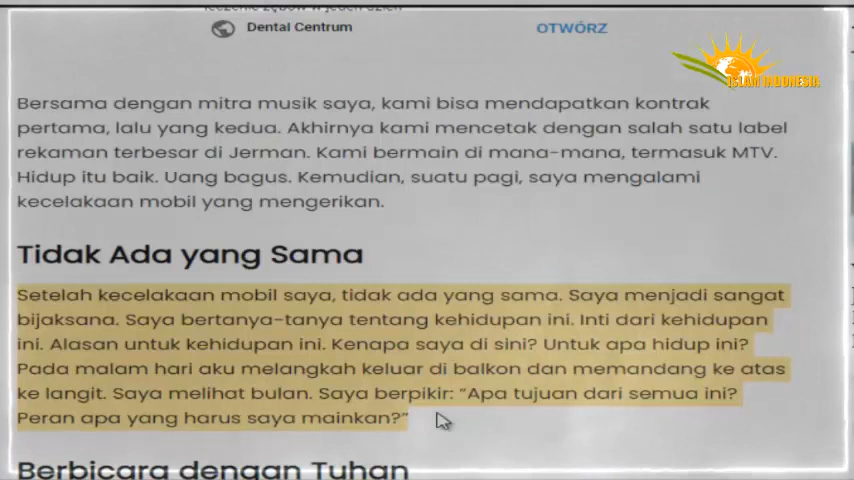 Dental Centrum
OTWÓRZ
ISLAM INDONESIA
Bersama dengan mitra musik saya, kami bisa mendapatkan kontrak
pertama, lalu yang kedua. Akhirnya kami mencetak dengan salah satu label
rekaman terbesar di Jerman. Kami bermain di mana-mana, termasuk MTV.
Hidup itu baik. Uang bagus. Kemudian, suatu pagi, saya mengalami
kecelakaan mobil yang mengerikan.
Tidak Ada yang Sama
Setelah kecelakaan mobil saya, tidak ada yang sama. Saya menjadi sangat
bijaksana. Saya bertanya-tanya tentang kehidupan ini. Inti dari kehidupan
ini. Alasan untuk kehidupan ini. Kenapa saya di sini? Untuk apa hidup ini?
Pada malam hari aku melangkah keluar di balkon dan memandang ke atas
ke langit. Saya melihat bulan. Saya berpikir: “Apa tujuan dari semua ini?
Peran apa yang harus saya mainkan?”
Berbicara dengan Tuhan